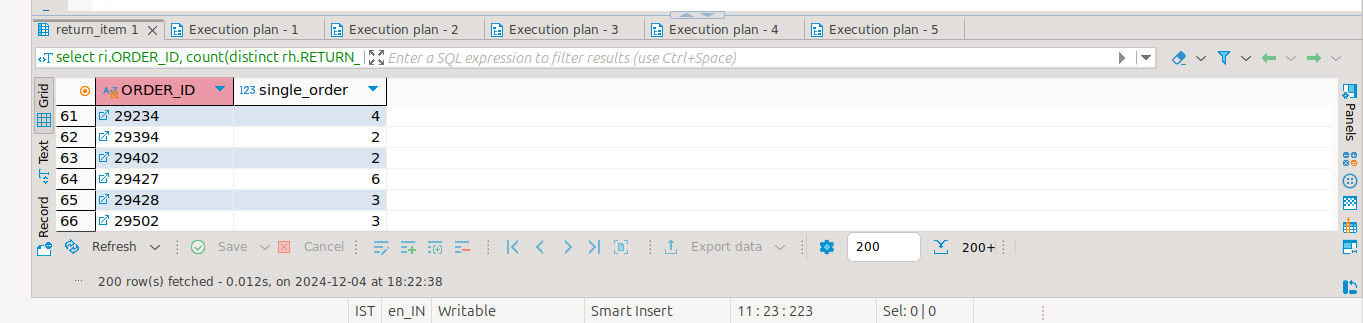 return_item 1 Execution plan - 1 Execution plan - 2 Execution plan - 3 Execution plan - 4 Execution plan - 5
select ri.ORDER_ID, count(distinct rh.RETURN_ Enter a SQL expression to filter results (use Ctrl+Space)
Grid
Text
Record
Panels
A-Z ORDER_ID 123 single_order
61 29234 4
62 29394 2
63 29402 2
64 29427 6
65 29428 3
66 29502 3
Refresh Save Cancel Export data 200 200+
... 200 row(s) fetched - 0.012s, on 2024-12-04 at 18:22:38
IST en_IN Writable Smart Insert 11 : 23 : 223 Sel: 0 | 0